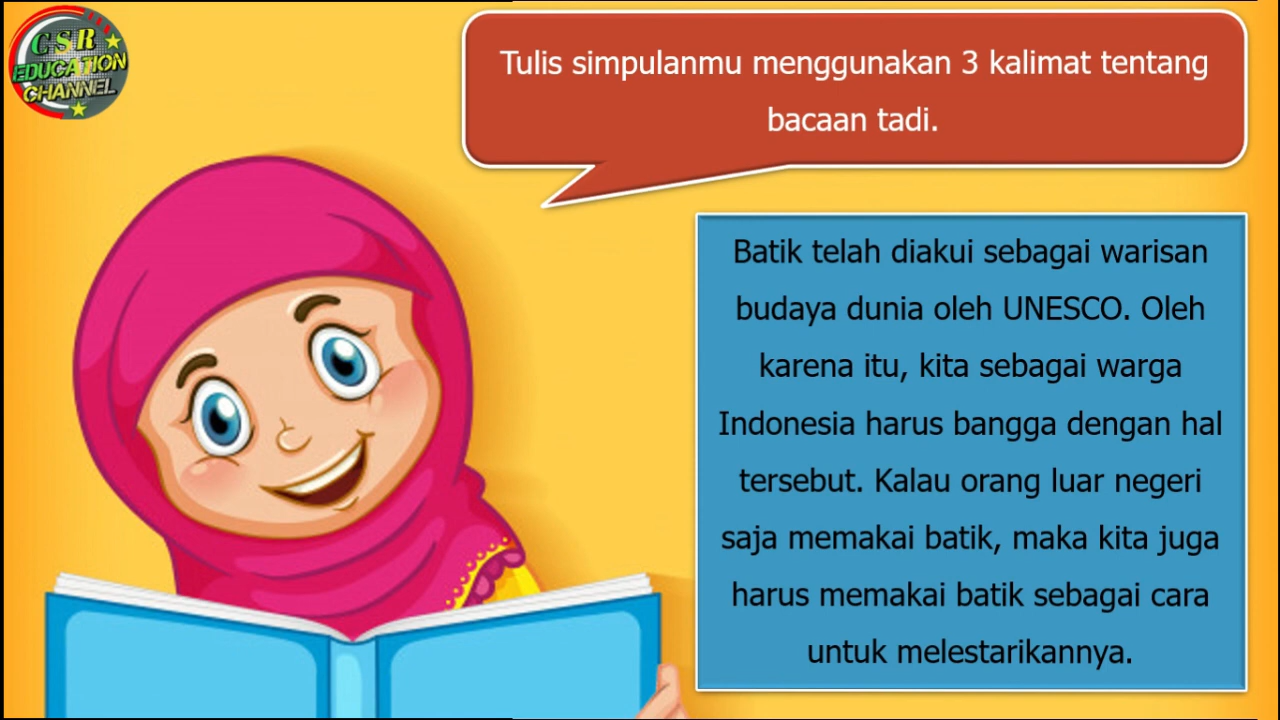 CSR
EDUCATION
CHANNEL
Tulis simpulanmu menggunakan 3 kalimat tentang
bacaan tadi.
Batik telah diakui sebagai warisan
budaya dunia oleh UNESCO. Oleh
karena itu, kita sebagai warga
Indonesia harus bangga dengan hal
tersebut. Kalau orang luar negeri
saja memakai batik, maka kita juga
harus memakai batik sebagai cara
untuk melestarikannya.